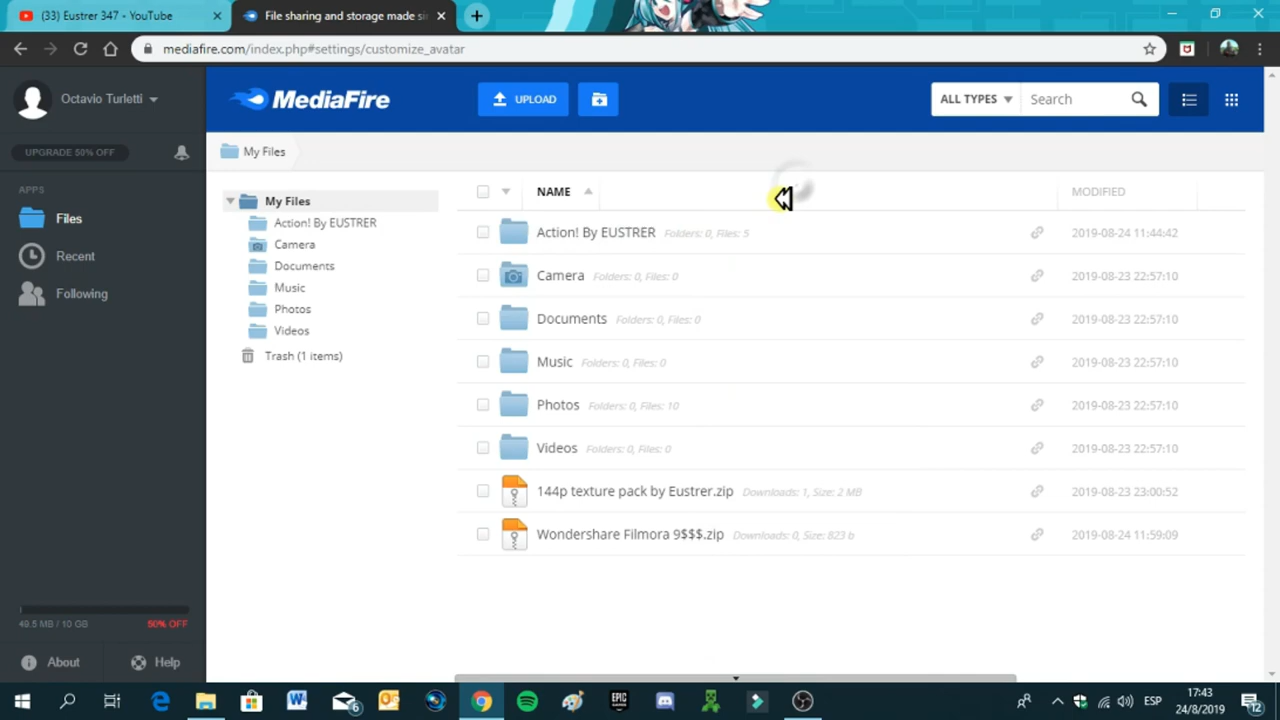 (33) Eustrer 347 - YouTube
File sharing and storage made si
mediafire.com/index.php#settings/customize_avatar
Octavio Turletti
MediaFire
UPLOAD
ALL TYPES
Search
UPGRADE 50% OFF
My Files
APPS
Files
Recent
Following
My Files
Action! By EUSTRER
Camera
Documents
Music
Photos
Videos
Trash (1 items)
NAME
MODIFIED
Action! By EUSTRER Folders: 0, Files: 5 2019-08-24 11:44:42
Camera Folders: 0, Files: 0 2019-08-23 22:57:10
Documents Folders: 0, Files: 0 2019-08-23 22:57:10
Music Folders: 0, Files: 0 2019-08-23 22:57:10
Photos Folders: 0, Files: 10 2019-08-23 22:57:10
Videos Folders: 0, Files: 0 2019-08-23 22:57:10
144p texture pack by Eustrer.zip Downloads: 1, Size: 2 MB 2019-08-23 23:00:52
Wondershare Filmora 9$$$.zip Downloads: 0, Size: 823 b 2019-08-24 11:59:09
49.5 MB / 10 GB
50% OFF
About
Help
6
EPIC
GAMES
ESP
17:43
24/8/2019
12